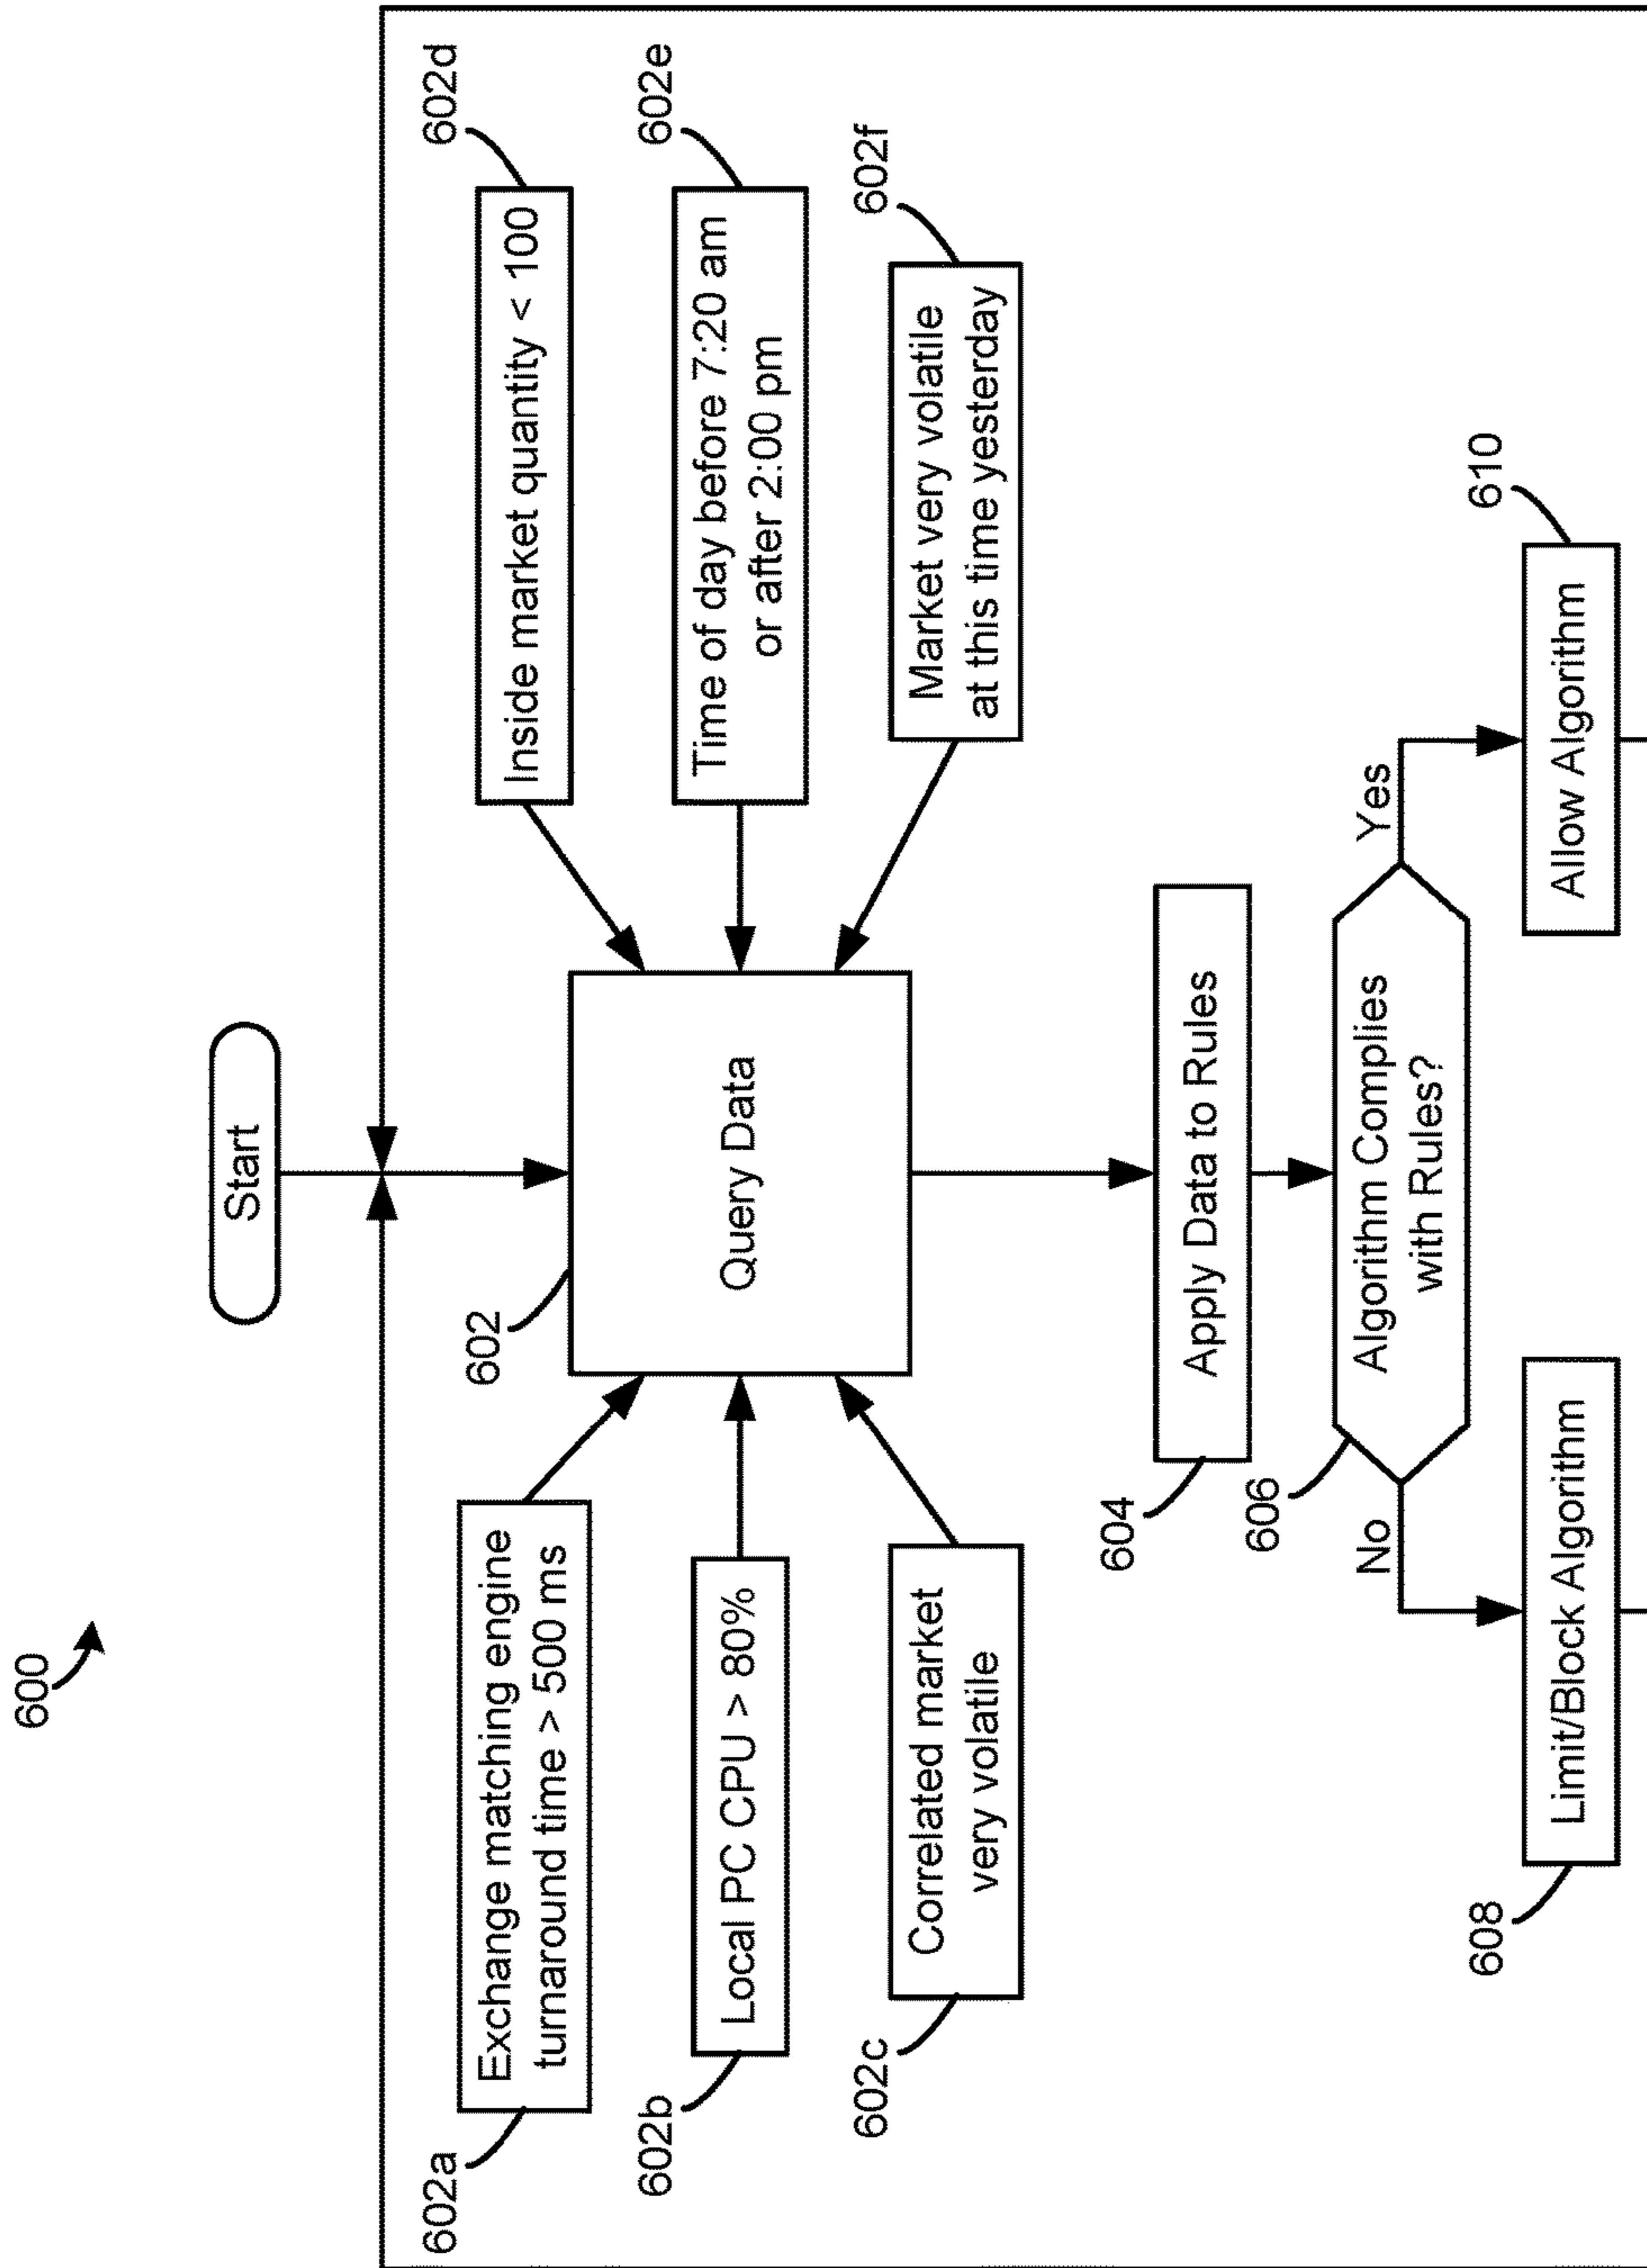 600
Start
602a
Exchange matching engine
turnaround time > 500 ms
602b
Local PC CPU > 80%
602c
Correlated market
very volatile
602
Query Data
602d
Inside market quantity < 100
602e
Time of day before 7:20 am
or after 2:00 pm
602f
Market very volatile
at this time yesterday
604
Apply Data to Rules
606
Algorithm Complies
with Rules?
No
Yes
608
Limit/Block Algorithm
610
Allow Algorithm